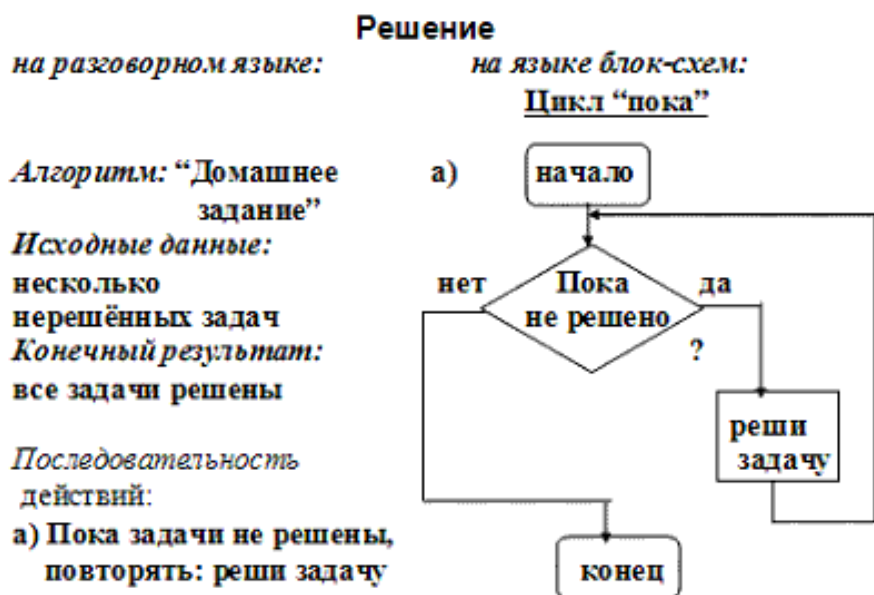 Решение
на разговорном языке:
на языке блок-схем:
Цикл “пока”
Алгоритм: “Домашнее
задание”
Исходные данные:
несколько
нерешённых задач
Конечный результат:
все задачи решены
Последовательность
действий:
а) Пока задачи не решены,
повторять: реши задачу
а)
начало
нет
Пока
да
не решено
?
реши
задачу
конец